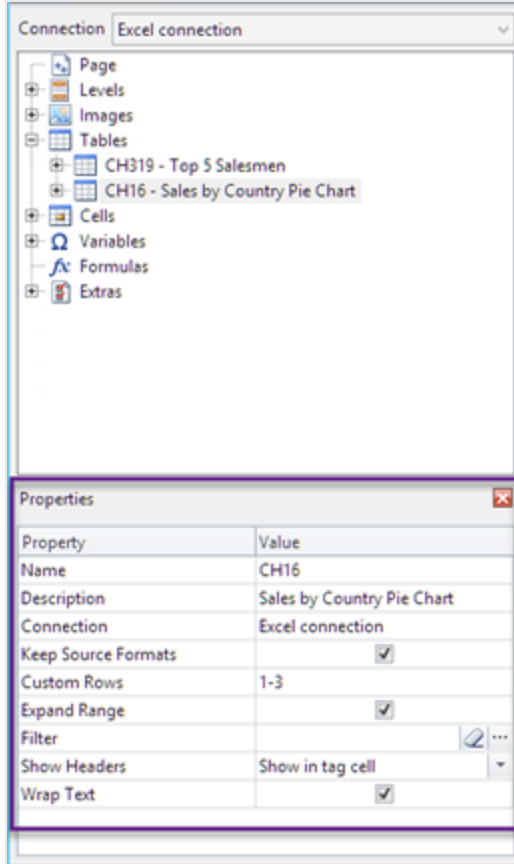 Connection Excel connection
Page
Levels
Images
Tables
CH319 - Top 5 Salesmen
CH16 - Sales by Country Pie Chart
Cells
Ω Variables
fx Formulas
Extras
Properties
Property Value
Name CH16
Description Sales by Country Pie Chart
Connection Excel connection
Keep Source Formats
Custom Rows 1-3
Expand Range
Filter ...
Show Headers Show in tag cell
Wrap Text